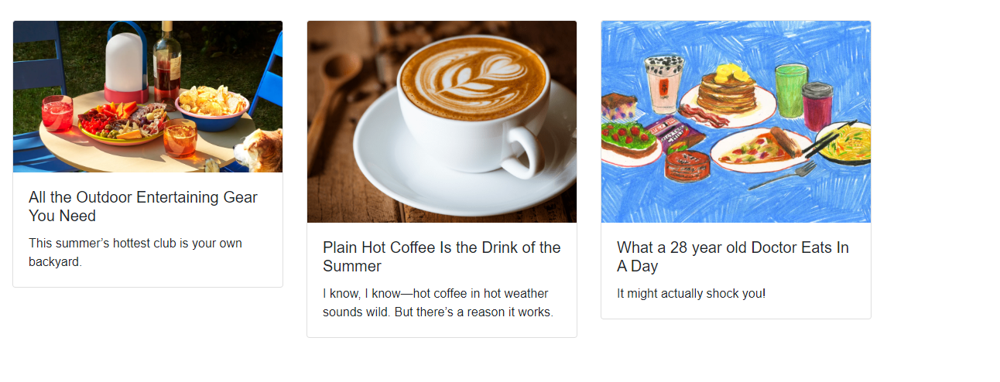 All the Outdoor Entertaining Gear
You Need
This summer’s hottest club is your own
backyard.
Plain Hot Coffee Is the Drink of the
Summer
I know, I know—hot coffee in hot weather
sounds wild. But there’s a reason it works.
What a 28 year old Doctor Eats In
A Day
It might actually shock you!